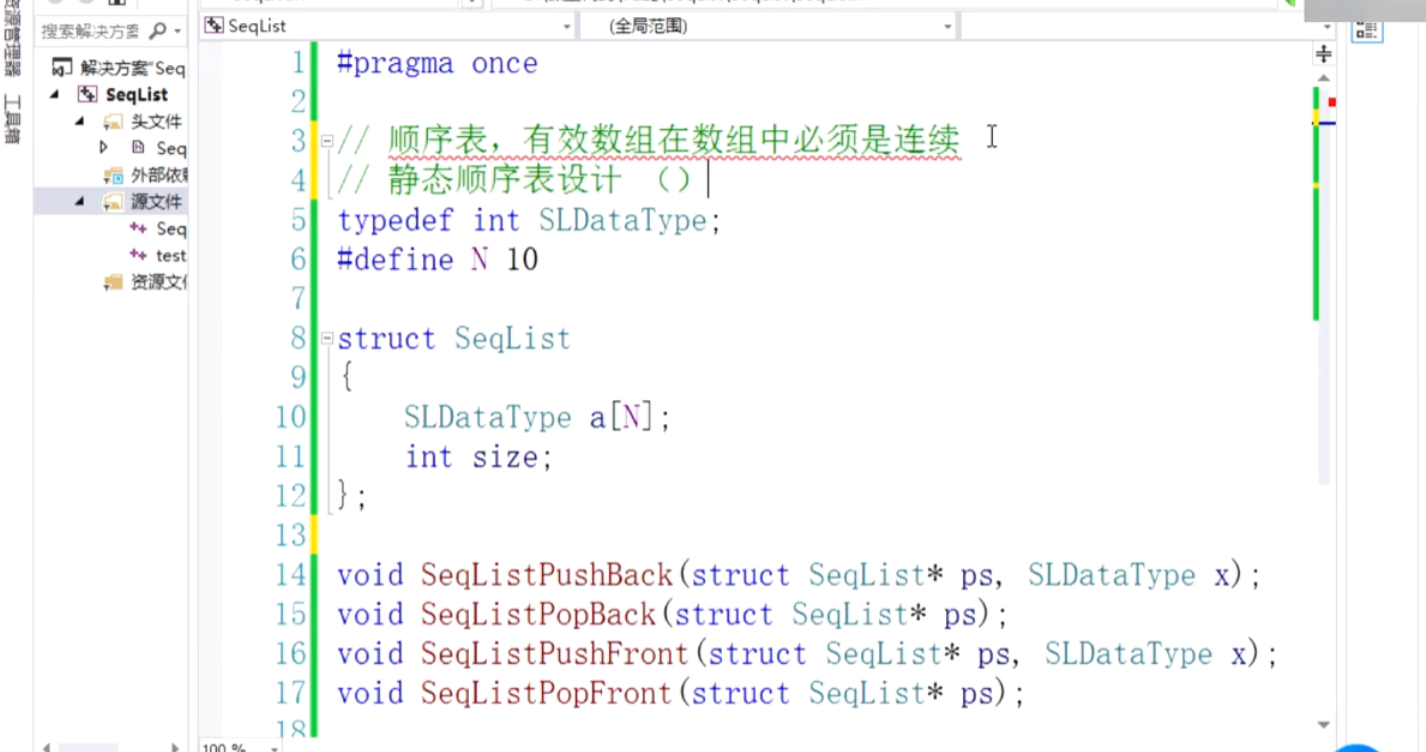 搜索解决方案
解决方案"Seq
SeqList
头文件
Seq
外部依赖
源文件
Seq
test
资源文件
工具箱
SeqList
(全局范围)
1 #pragma once
2
3 // 顺序表，有效数组在数组中必须是连续
4 // 静态顺序表设计 （）
5 typedef int SLDataType;
6 #define N 10
7
8 struct SeqList
9 {
10 SLDataType a[N];
11 int size;
12 };
13
14 void SeqListPushBack(struct SeqList* ps, SLDataType x);
15 void SeqListPopBack(struct SeqList* ps);
16 void SeqListPushFront(struct SeqList* ps, SLDataType x);
17 void SeqListPopFront(struct SeqList* ps);
18
100 %